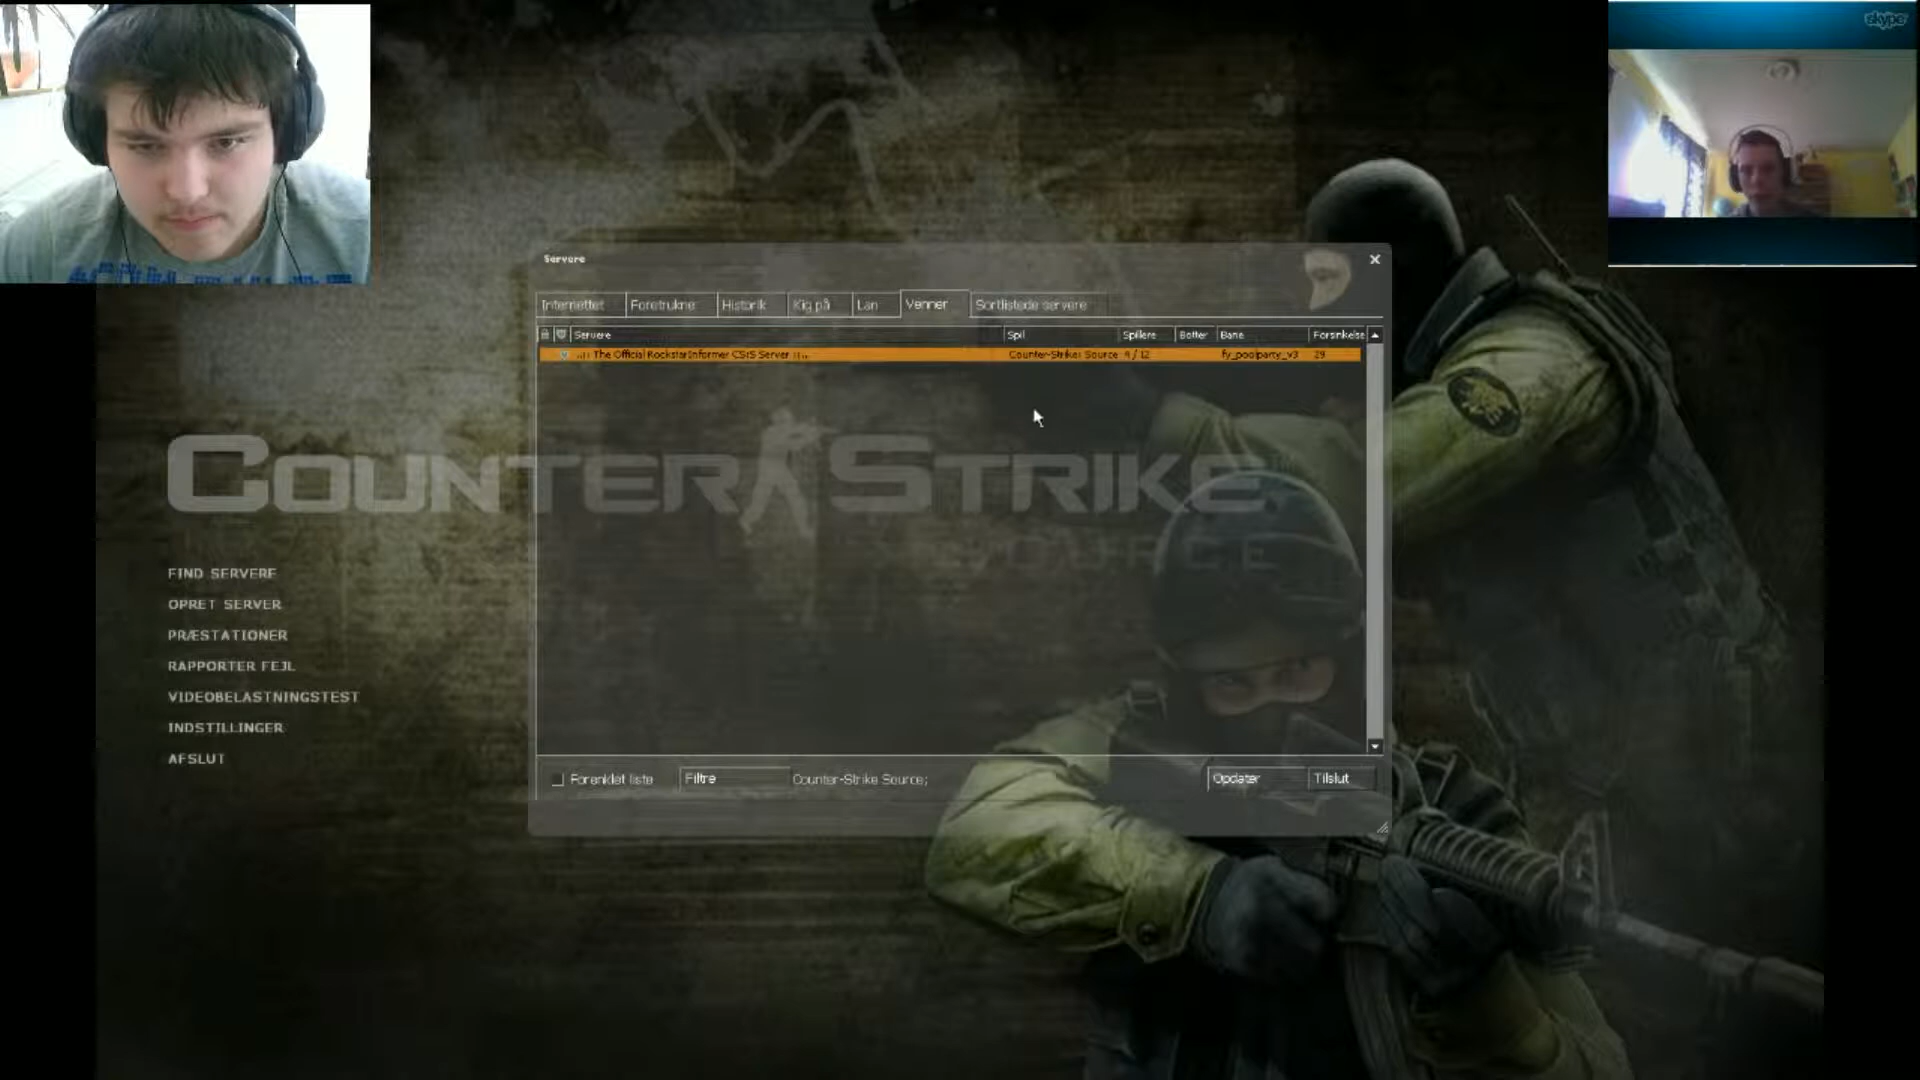 skype
Servere
Internettet Foretrukne Historik Kig på Lan Venner Sortlistede servere
Servere Spil Spillere Botter Bane Forsinkelse
..:: The Official RockstarInformer CS:S Server ::.. Counter-Strike: Source 4 / 12 fy_poolparty_v3 29
COUNTER STRIKE
SOURCE
FIND SERVERE
OPRET SERVER
PRÆSTATIONER
RAPPORTER FEJL
VIDEOBELASTNINGSTEST
INDSTILLINGER
AFSLUT
Forenklet liste Filtre Counter-Strike Source; Opdater Tilslut